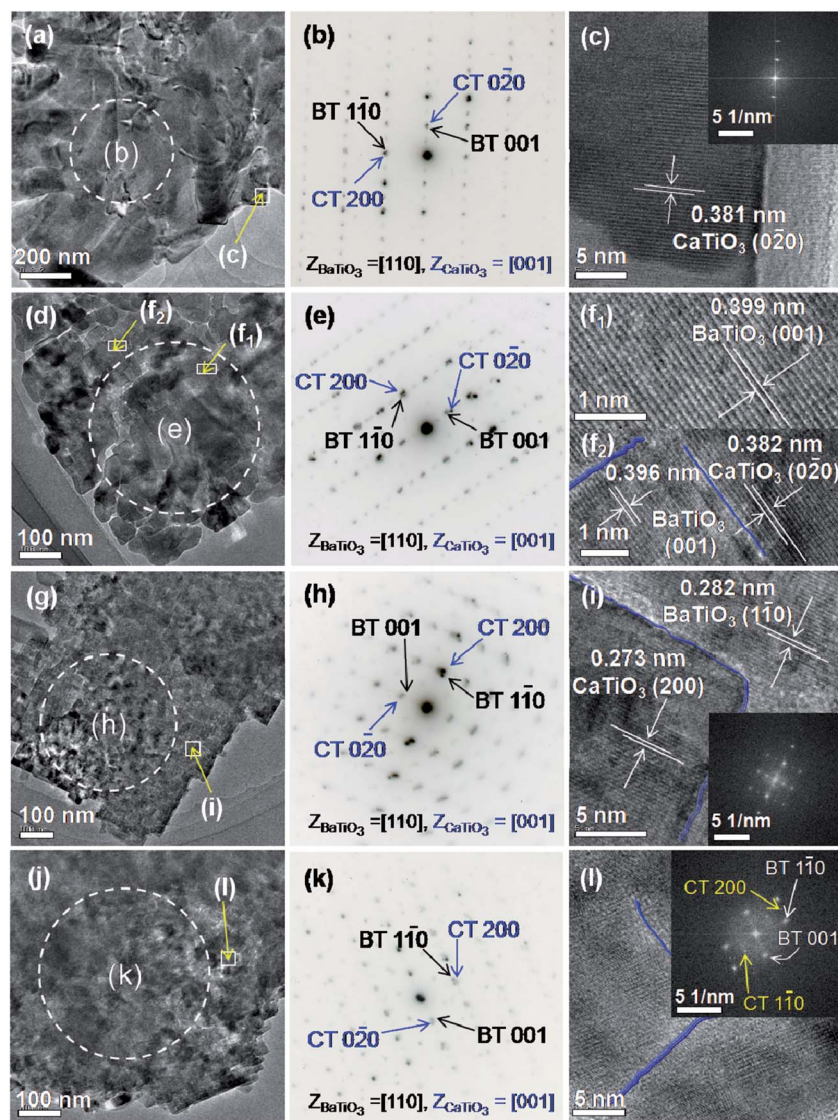 (a)
(b)
(c)
200 nm
(b)
CT 02̄0
BT 11̄0
BT 001
CT 200
Z_BaTiO₃ =[110], Z_CaTiO₃ = [001]
(c)
5 1/nm
0.381 nm
CaTiO₃ (02̄0)
5 nm
(d)
(f₂)
(f₁)
(e)
100 nm
(e)
CT 200
CT 02̄0
BT 11̄0
BT 001
Z_BaTiO₃ =[110], Z_CaTiO₃ = [001]
(f₁)
0.399 nm
BaTiO₃
(001)
1 nm
(f₂)
0.382 nm
0.396 nm
CaTiO₃ (02̄0)
BaTiO₃
(001)
1 nm
(g)
(h)
(i)
100 nm
(h)
BT 001
CT 200
BT 11̄0
CT 02̄0
Z_BaTiO₃ =[110], Z_CaTiO₃ = [001]
(i)
0.282 nm
BaTiO₃ (11̄0)
0.273 nm
CaTiO₃ (200)
5 nm
5 1/nm
(j)
(l)
(k)
100 nm
(k)
BT 11̄0
CT 200
CT 02̄0
BT 001
Z_BaTiO₃ =[110], Z_CaTiO₃ = [001]
(l)
BT 11̄0
CT 200
BT 001
CT 11̄0
5 1/nm
5 nm